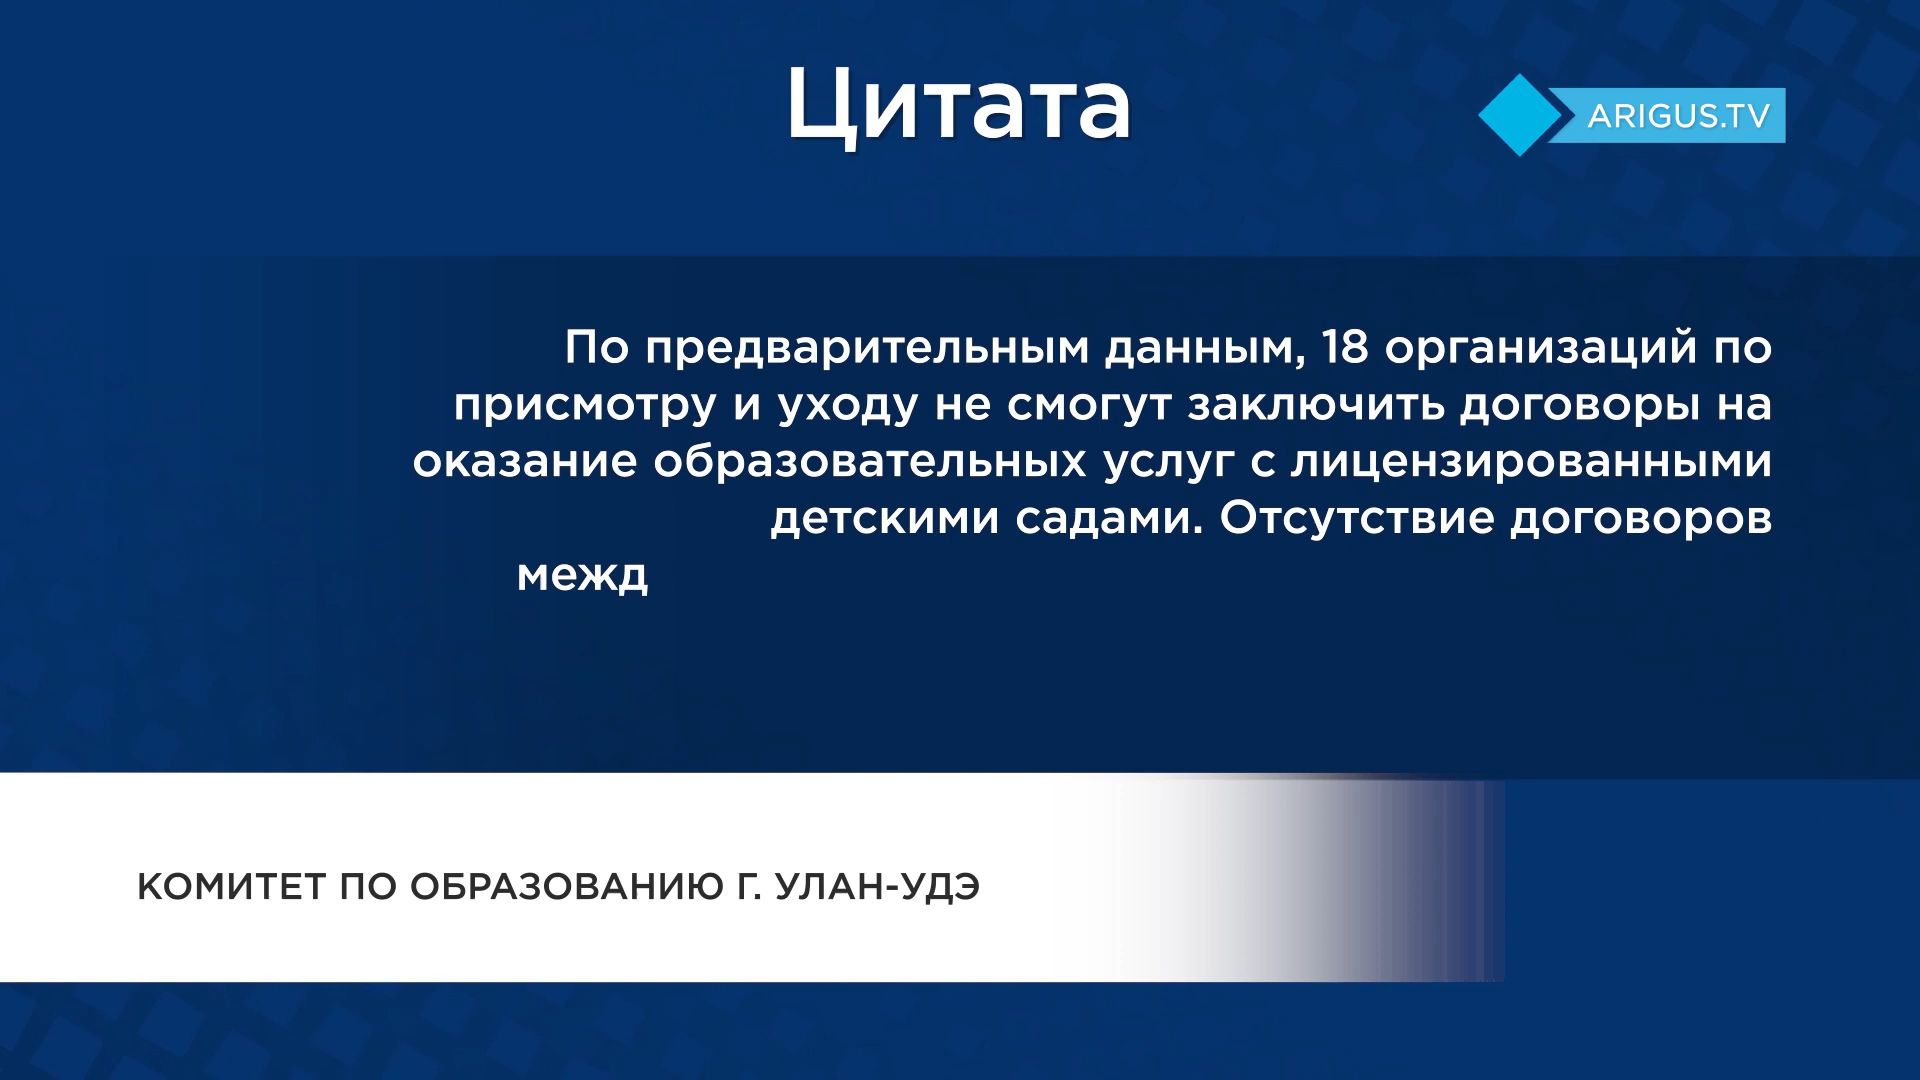 Цитата
ARIGUS.TV
По предварительным данным, 18 организаций по
присмотру и уходу не смогут заключить договоры на
оказание образовательных услуг с лицензированными
детскими садами. Отсутствие договоров
межд
КОМИТЕТ ПО ОБРАЗОВАНИЮ Г. УЛАН-УДЭ